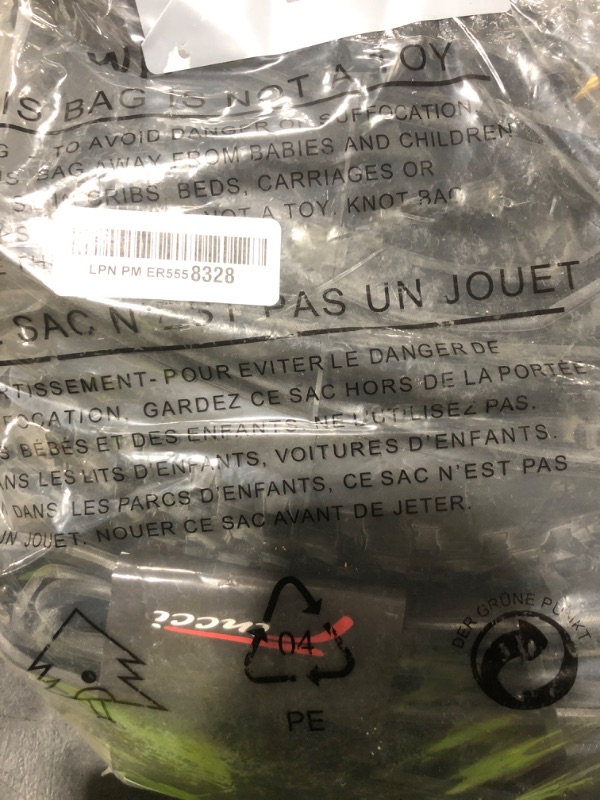 IS BAG IS NOT A TOY
TO AVOID DANGER OF SUFFOCATION
BAG AWAY FROM BABIES AND CHILDREN
CRIBS, BEDS, CARRIAGES OR
NOT A TOY. KNOT BAG
LPN PM ER5558328
SAC N'EST PAS UN JOUET
RTISSEMENT- POUR EVITER LE DANGER DE
FOCATION, GARDEZ CE SAC HORS DE LA PORTÉE
S BÉBÉS ET DES ENFANTS. NE L'UTILISEZ PAS.
ANS LES LITS D'ENFANTS, VOITURES D'ENFANTS.
DANS LES PARCS D'ENFANTS, CE SAC N'EST PAS
UN JOUET. NOUER CE SAC AVANT DE JETER.
DER GRÜNE PUNKT
04
PE